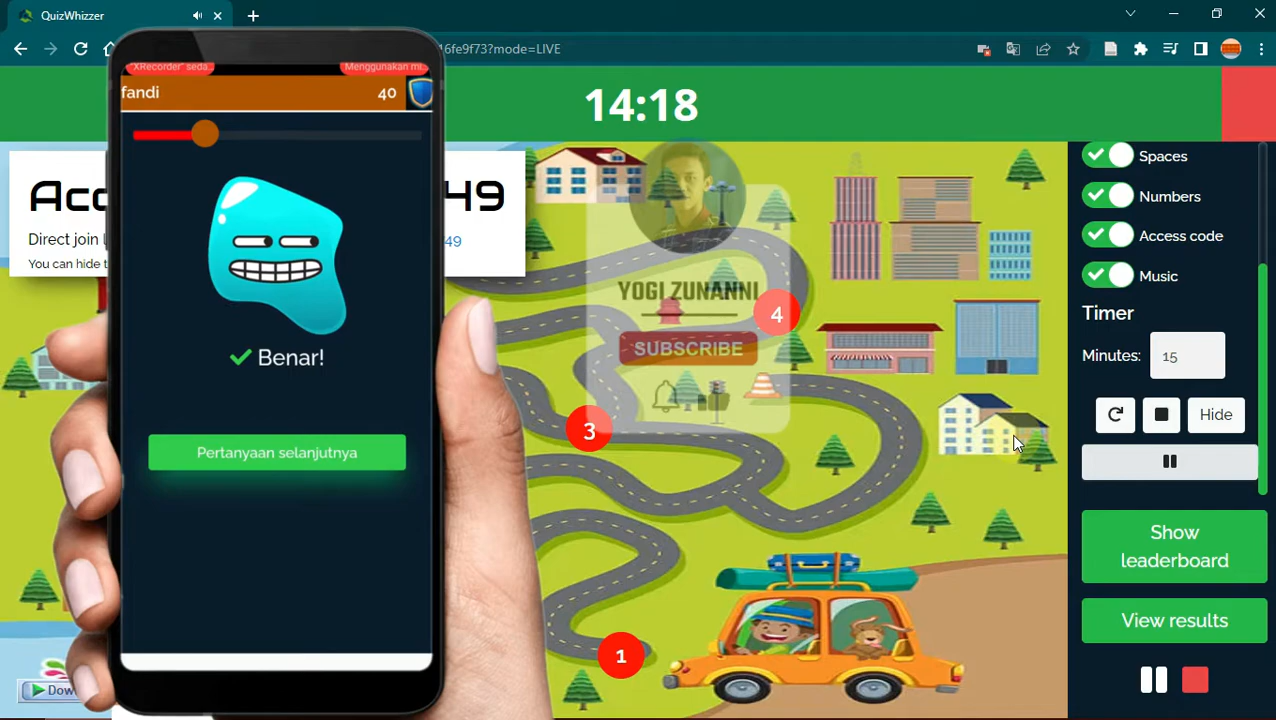 QuizWhizzer
16fe9f73?mode=LIVE
"XRecorder" seda...
Menggunakan mi...
fandi
40
14:18
Acc
49
Direct join l
49
You can hide t
Benar!
Pertanyaan selanjutnya
YOGI ZUNANNI
SUBSCRIBE
4
3
1
Spaces
Numbers
Access code
Music
Timer
Minutes:
15
Hide
Show
leaderboard
View results
Dow